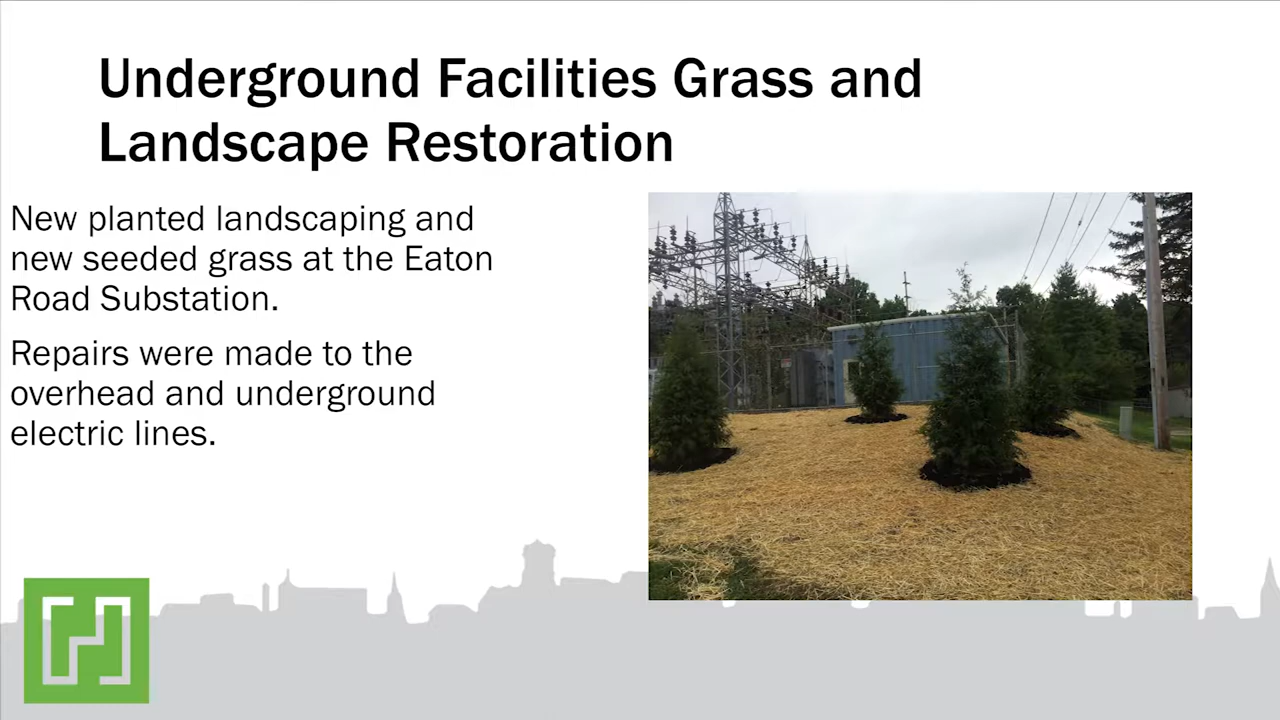 Underground Facilities Grass and
Landscape Restoration
New planted landscaping and
new seeded grass at the Eaton
Road Substation.
Repairs were made to the
overhead and underground
electric lines.